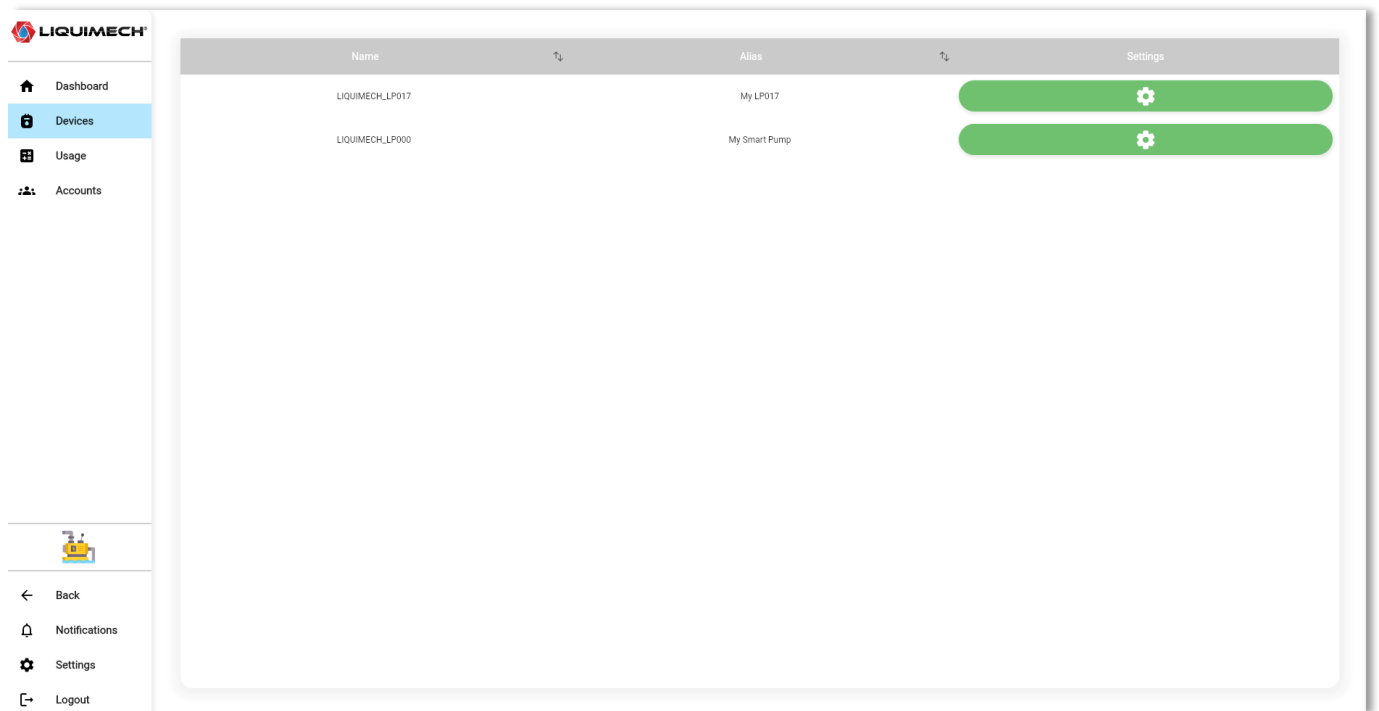 LIQUIMECH®
Dashboard
Devices
Usage
Accounts
Back
Notifications
Settings
Logout
Name Alias Settings
LIQUIMECH_LP017 My LP017
LIQUIMECH_LP000 My Smart Pump